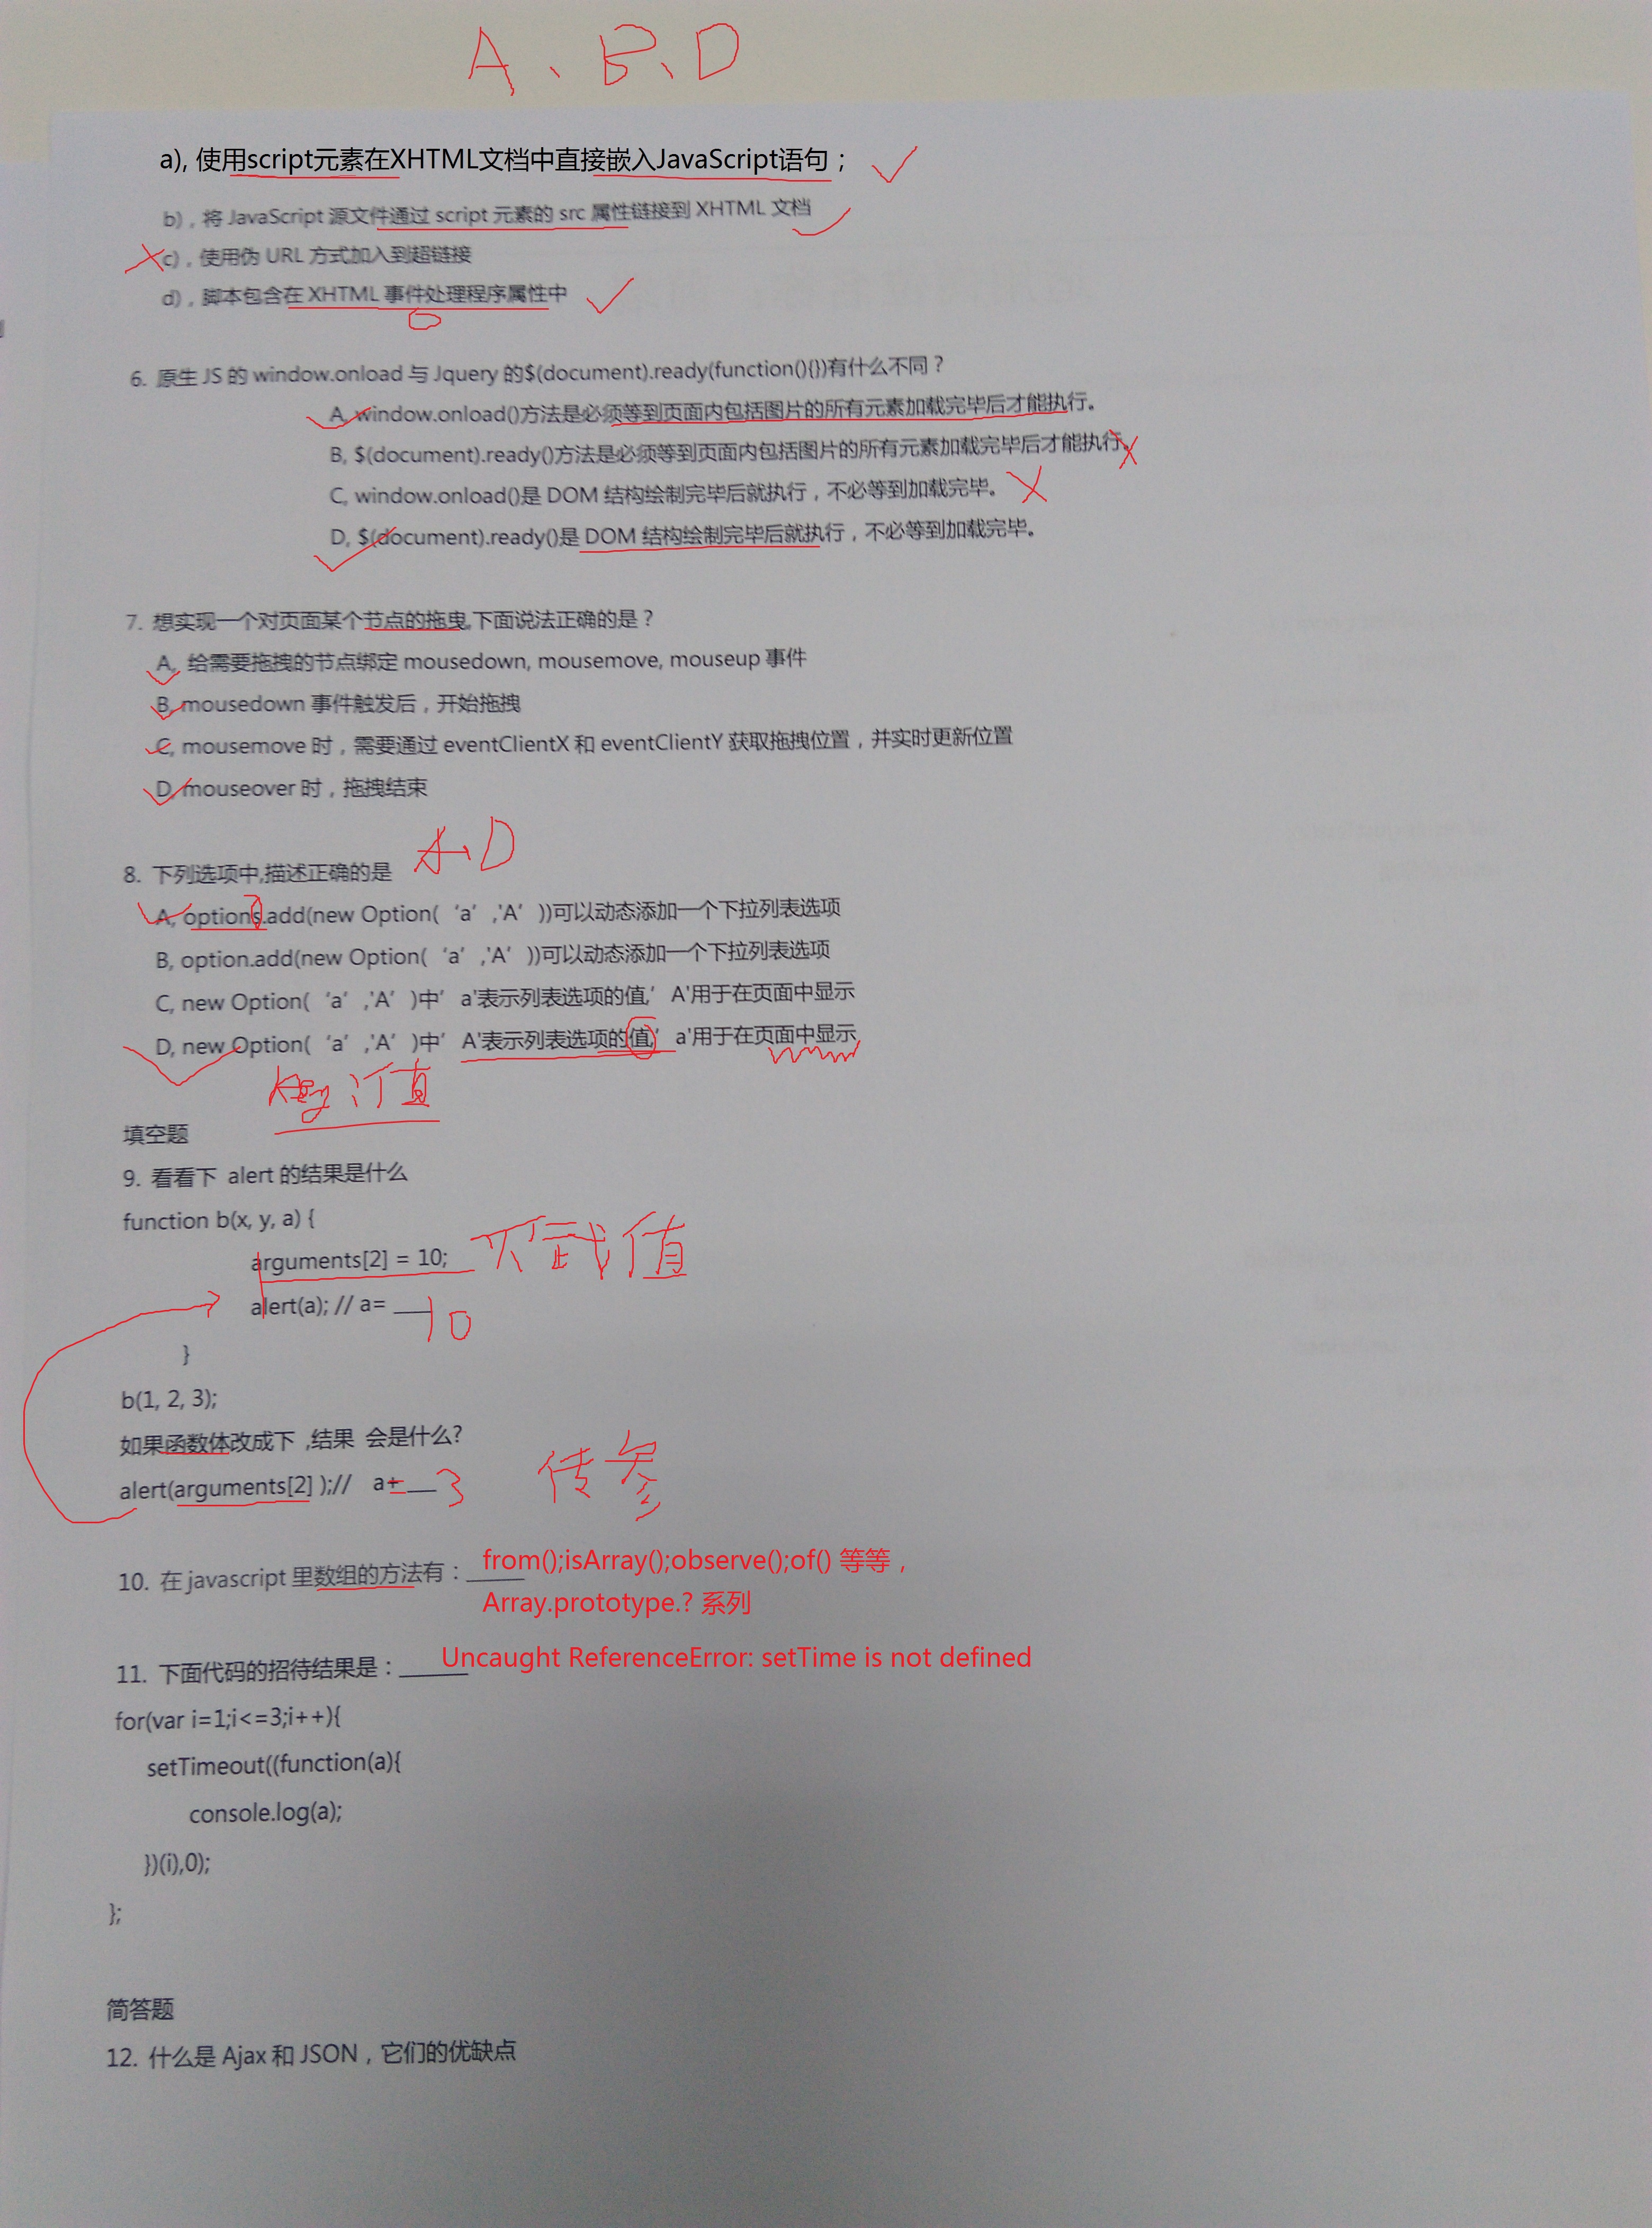 A、B、D
a), 使用script元素在XHTML文档中直接嵌入JavaScript语句；
b)，将 JavaScript 源文件通过 script 元素的 src 属性链接到 XHTML 文档
c)，使用伪 URL 方式加入到超链接
d)，脚本包含在 XHTML 事件处理程序属性中
6. 原生 JS 的 window.onload 与 Jquery 的$(document).ready(function(){})有什么不同？
A, window.onload()方法是必须等到页面内包括图片的所有元素加载完毕后才能执行。
B, $(document).ready()方法是必须等到页面内包括图片的所有元素加载完毕后才能执行。
C, window.onload()是 DOM 结构绘制完毕后就执行，不必等到加载完毕。
D, $(document).ready()是 DOM 结构绘制完毕后就执行，不必等到加载完毕。
7. 想实现一个对页面某个节点的拖曳,下面说法正确的是？
A, 给需要拖拽的节点绑定 mousedown, mousemove, mouseup 事件
B, mousedown 事件触发后，开始拖拽
C, mousemove 时，需要通过 eventClientX 和 eventClientY 获取拖拽位置，并实时更新位置
D, mouseover 时，拖拽结束
8. 下列选项中,描述正确的是 A、D
A, options.add(new Option(‘a’,'A’))可以动态添加一个下拉列表选项
B, option.add(new Option(‘a’,'A’))可以动态添加一个下拉列表选项
C, new Option(‘a’,'A’)中’a'表示列表选项的值,’A'用于在页面中显示
D, new Option(‘a’,'A’)中’A'表示列表选项的值,’a'用于在页面中显示
key:值
填空题
9. 看看下 alert 的结果是什么
function b(x, y, a) {
arguments[2] = 10; 赋值
alert(a); // a= ___ 10
}
b(1, 2, 3);
如果函数体改成下 ,结果 会是什么?
alert(arguments[2] );// a= ___ 3 传参
10. 在 javascript 里数组的方法有：_____ from();isArray();observe();of() 等等，
Array.prototype.? 系列
11. 下面代码的招待结果是：______ Uncaught ReferenceError: setTime is not defined
for(var i=1;i<=3;i++){
setTimeout((function(a){
console.log(a);
})(i),0);
};
简答题
12. 什么是 Ajax 和 JSON，它们的优缺点